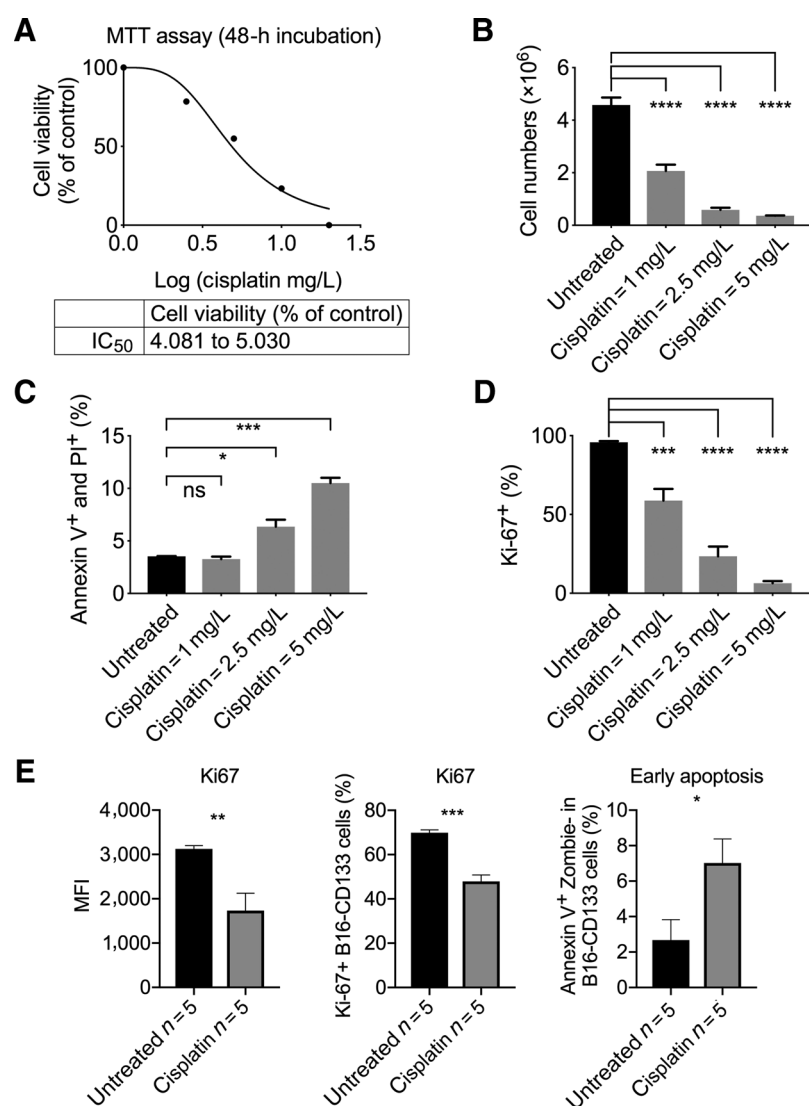 A
MTT assay (48-h incubation)
Cell viability
(% of control)
100
50
0
0.0 0.5 1.0 1.5
Log (cisplatin mg/L)
Cell viability (% of control)
IC50 4.081 to 5.030
B
Cell numbers (×10⁶)
6
4
2
0
**** **** ****
Untreated
Cisplatin = 1 mg/L
Cisplatin = 2.5 mg/L
Cisplatin = 5 mg/L
C
Annexin V⁺ and PI⁺ (%)
15
10
5
0
***
*
ns
Untreated
Cisplatin = 1 mg/L
Cisplatin = 2.5 mg/L
Cisplatin = 5 mg/L
D
Ki-67⁺ (%)
100
50
0
*** **** ****
Untreated
Cisplatin = 1 mg/L
Cisplatin = 2.5 mg/L
Cisplatin = 5 mg/L
E
Ki67
MFI
4,000
3,000
2,000
1,000
0
**
Untreated n = 5
Cisplatin n = 5
Ki67
Ki-67+ B16-CD133 cells (%)
80
60
40
20
0
***
Untreated n = 5
Cisplatin n = 5
Early apoptosis
Annexin V⁺ Zombie- in
B16-CD133 cells (%)
10
8
6
4
2
0
*
Untreated n = 5
Cisplatin n = 5